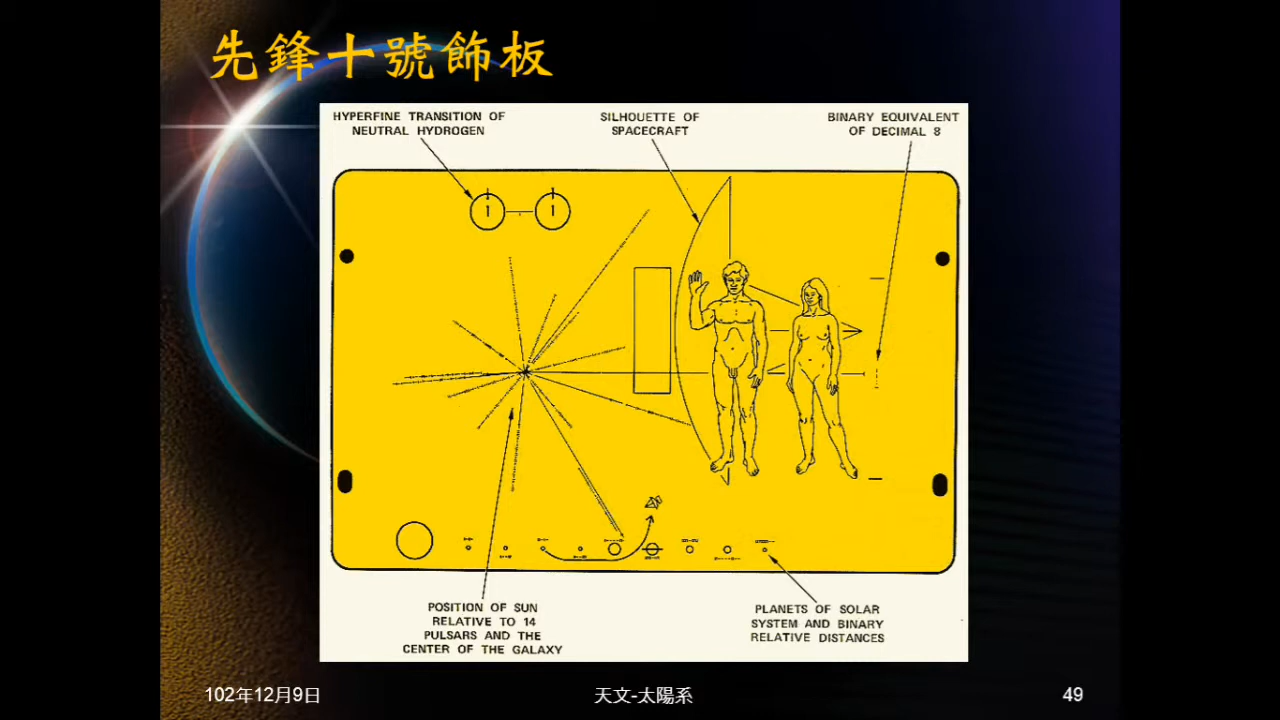 先鋒十號飾板
HYPERFINE TRANSITION OF
NEUTRAL HYDROGEN
SILHOUETTE OF
SPACECRAFT
BINARY EQUIVALENT
OF DECIMAL 8
POSITION OF SUN
RELATIVE TO 14
PULSARS AND THE
CENTER OF THE GALAXY
PLANETS OF SOLAR
SYSTEM AND BINARY
RELATIVE DISTANCES
102年12月9日
天文-太陽系
49